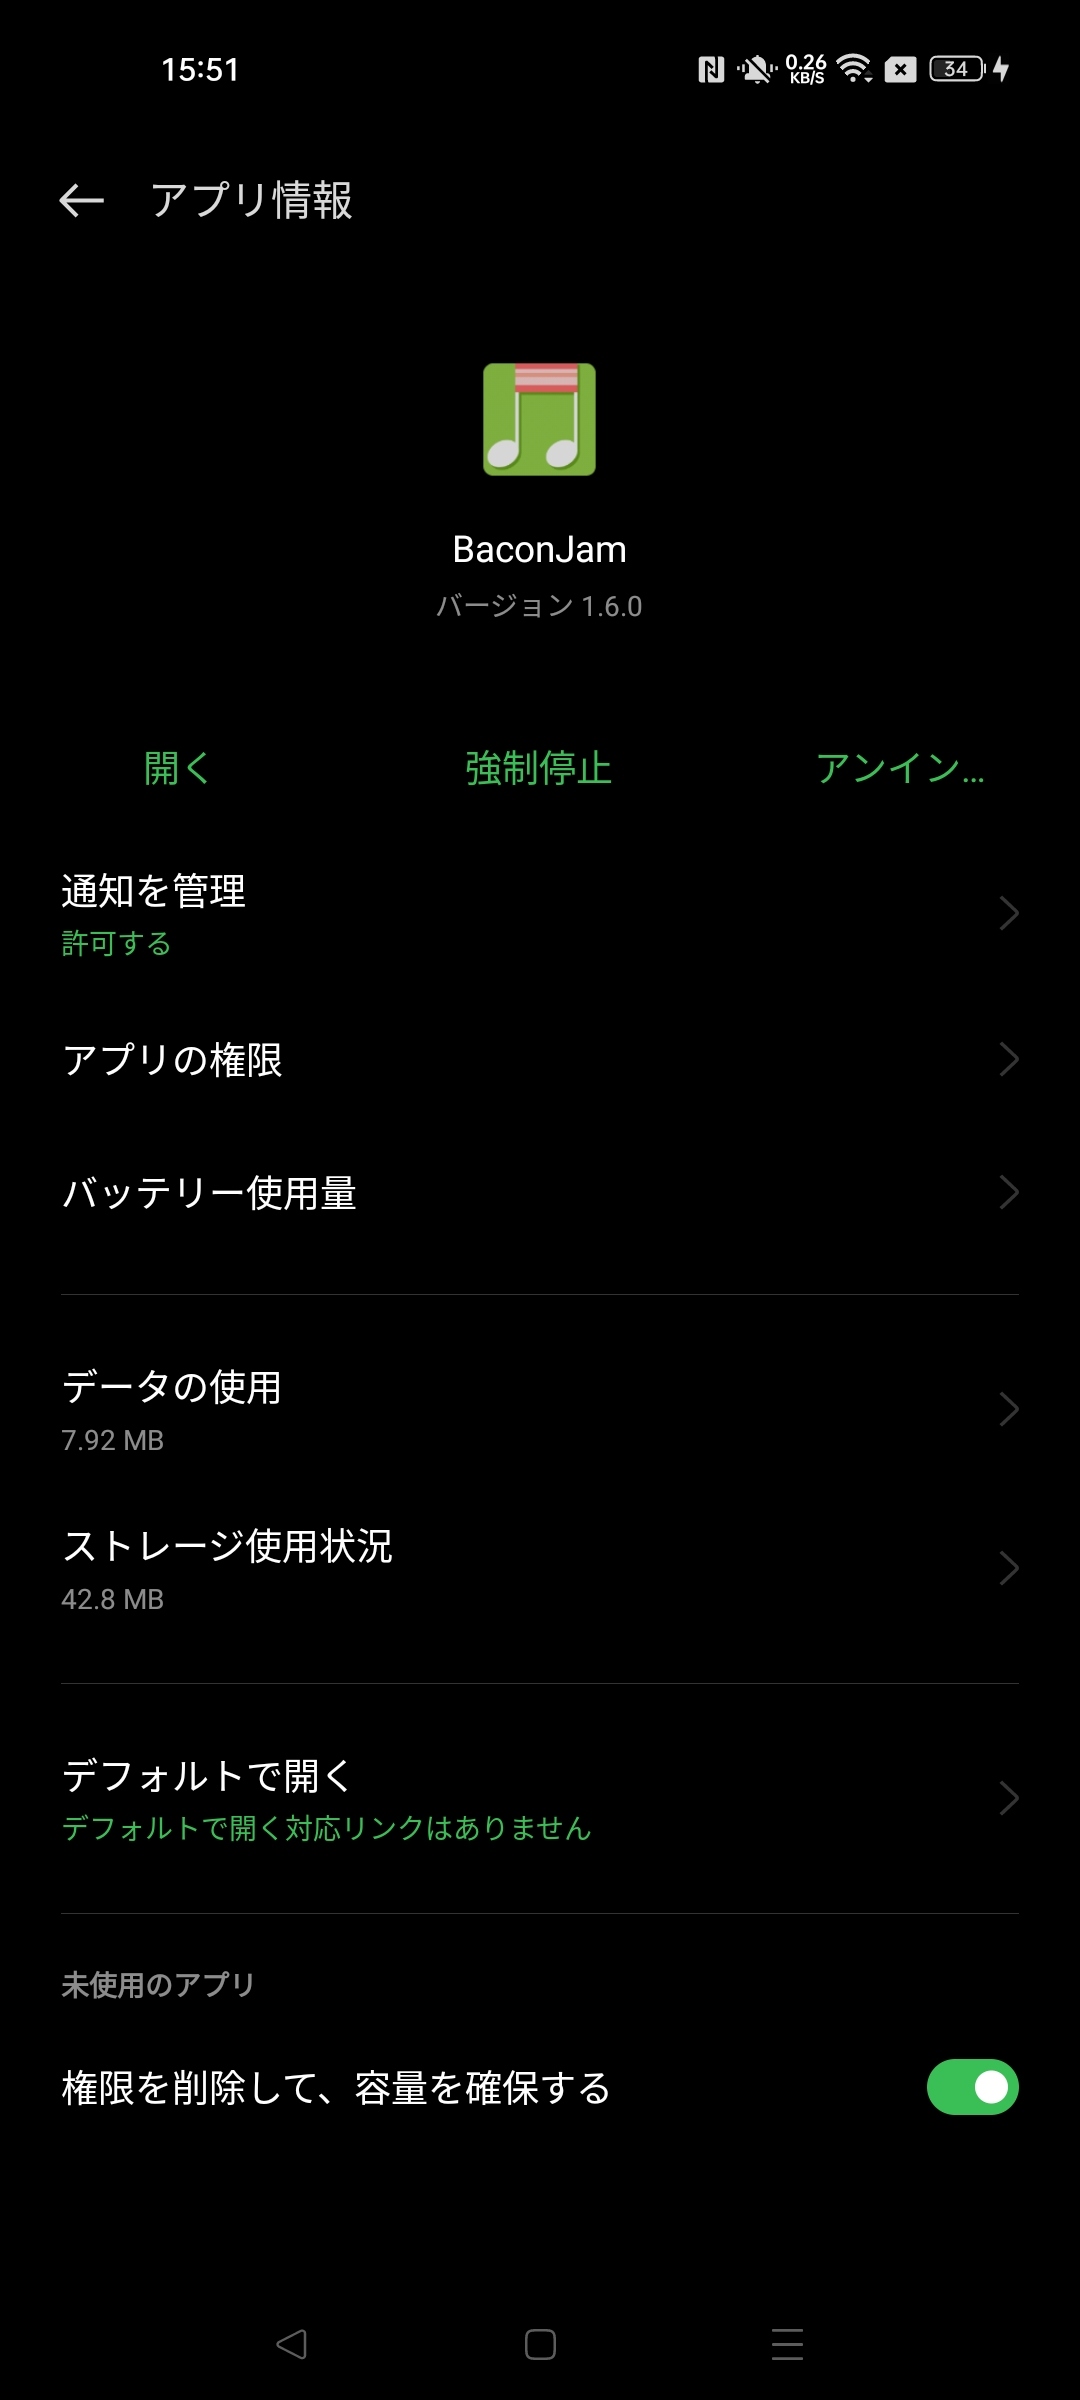 15:51
0.26
KB/S
34
アプリ情報
BaconJam
バージョン 1.6.0
開く 強制停止 アンイン...
通知を管理
許可する
アプリの権限
バッテリー使用量
データの使用
7.92 MB
ストレージ使用状況
42.8 MB
デフォルトで開く
デフォルトで開く対応リンクはありません
未使用のアプリ
権限を削除して、容量を確保する